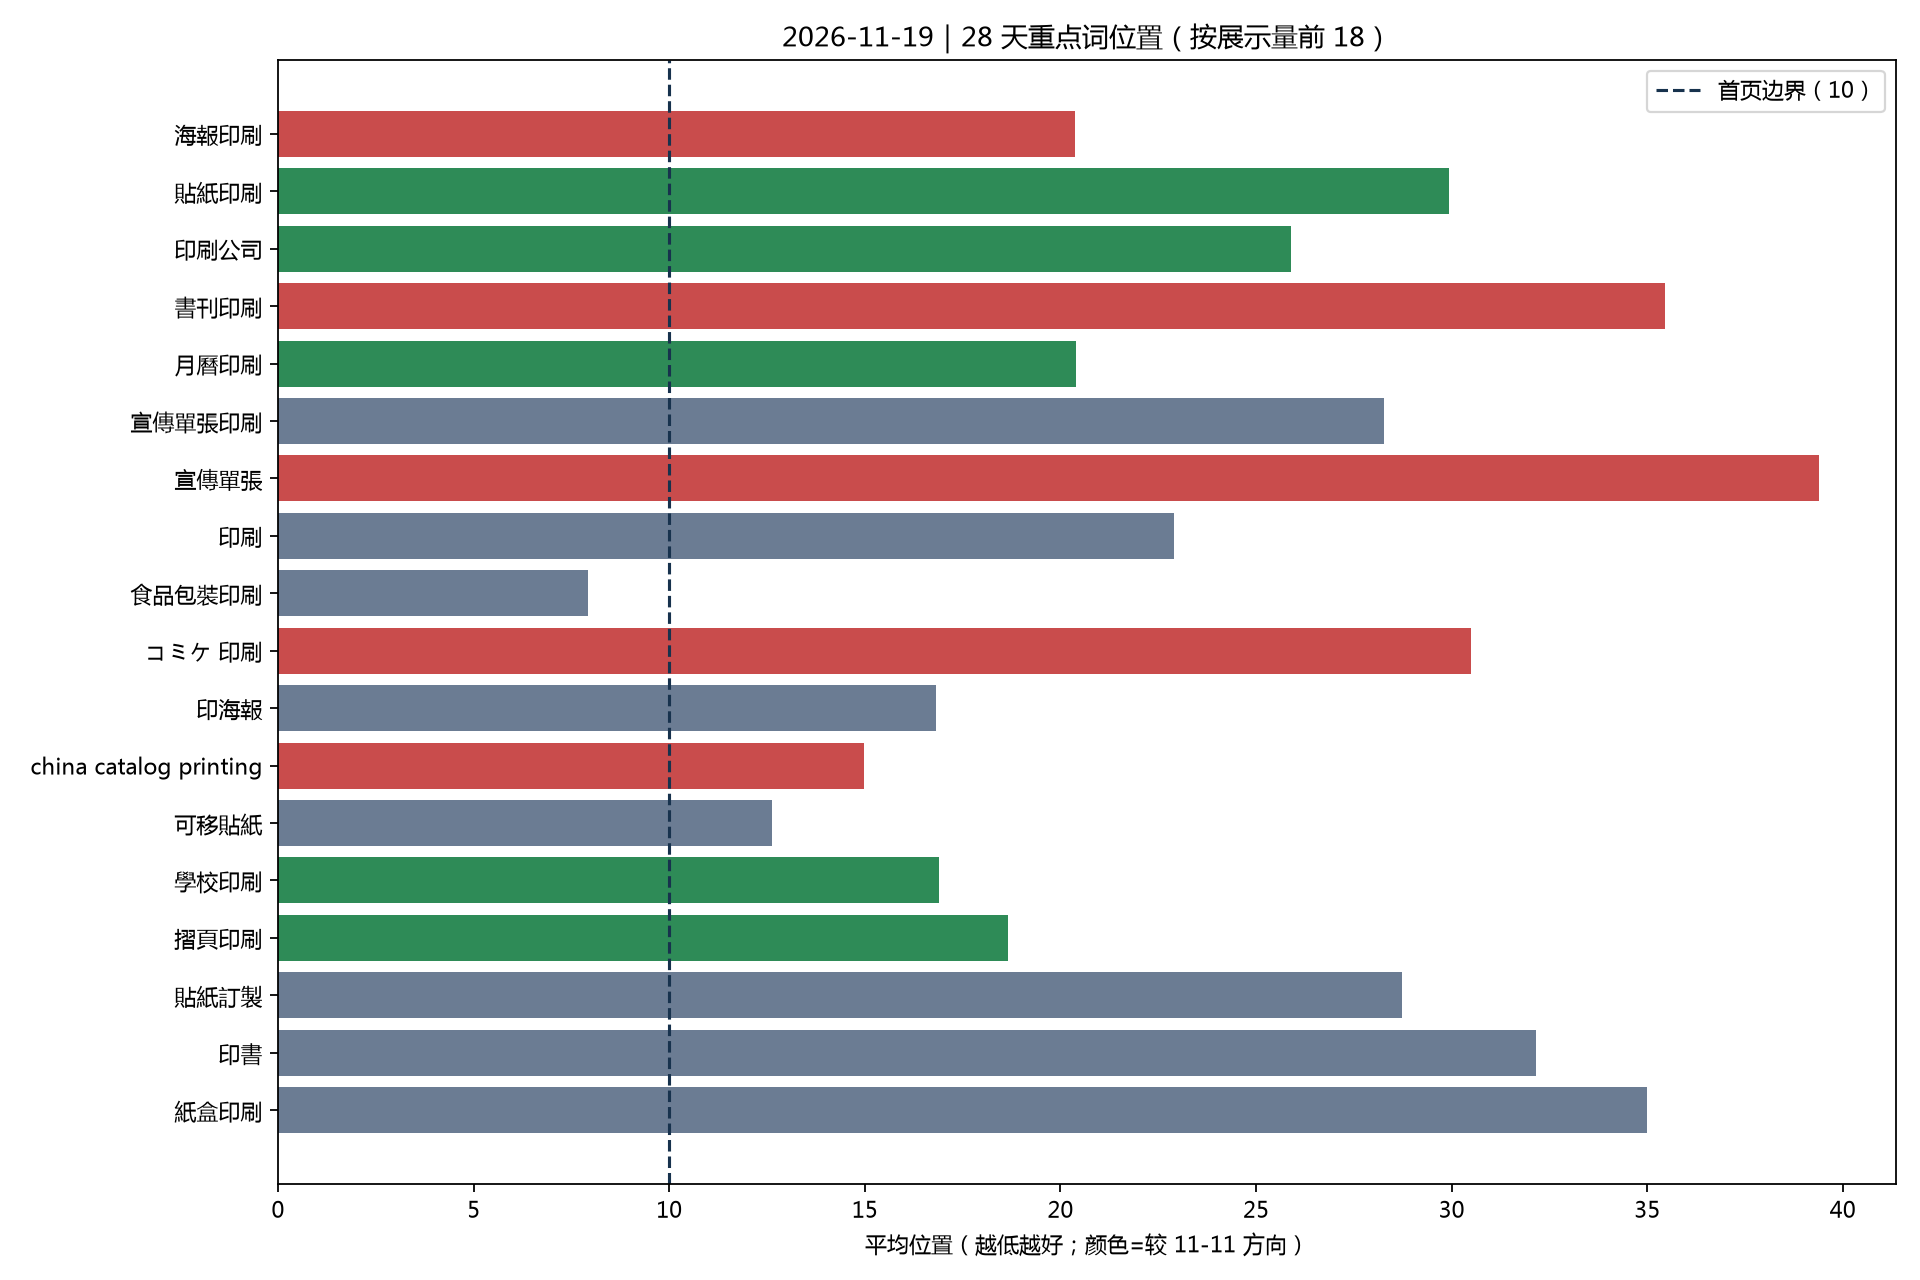 2026-11-19 | 28 天重点词位置（按展示量前 18）
首页边界（10）
海報印刷
貼紙印刷
印刷公司
書刊印刷
月曆印刷
宣傳單張印刷
宣傳單張
印刷
食品包裝印刷
コミケ 印刷
印海報
china catalog printing
可移貼紙
學校印刷
摺頁印刷
貼紙訂製
印書
紙盒印刷
0 5 10 15 20 25 30 35 40
平均位置（越低越好；颜色=较 11-11 方向）